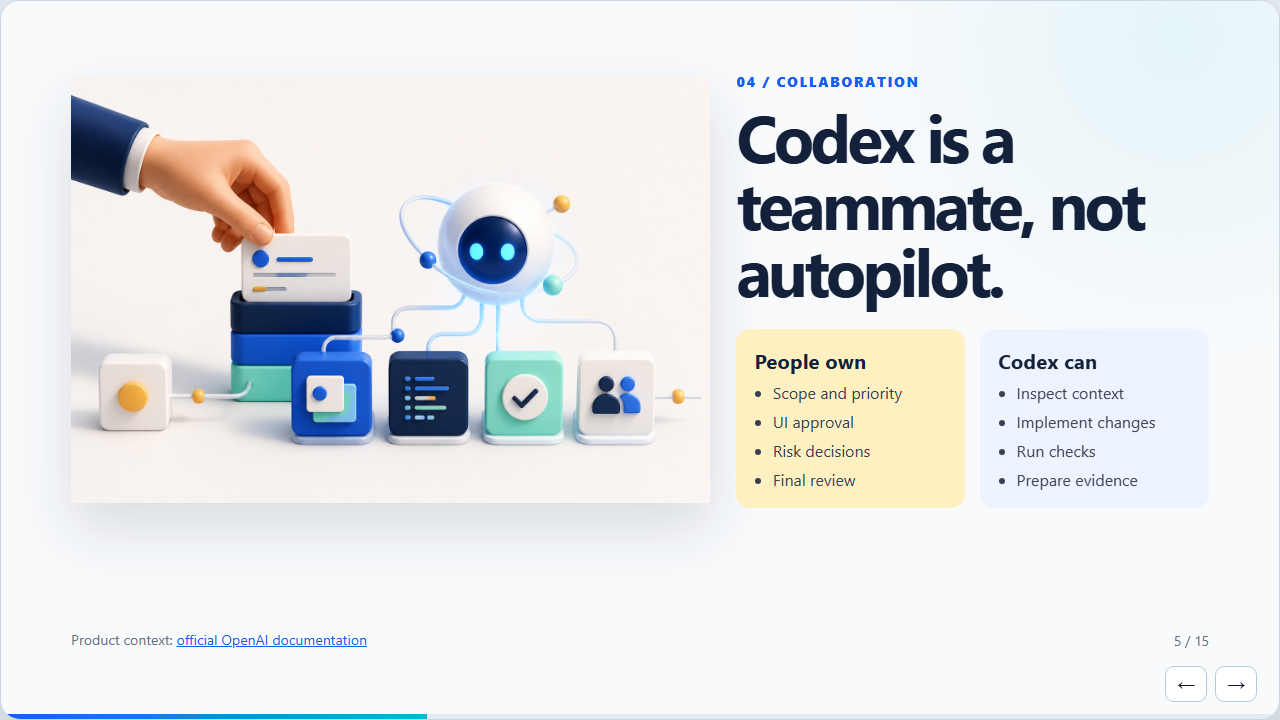 04 / COLLABORATION
Codex is a
teammate, not
autopilot.
People own
Scope and priority
UI approval
Risk decisions
Final review
Codex can
Inspect context
Implement changes
Run checks
Prepare evidence
Product context: official OpenAI documentation
5 / 15
← →